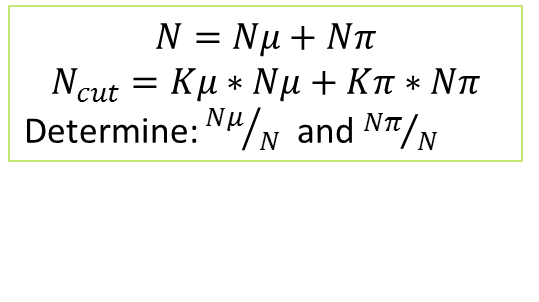 N = Nμ + Nπ
N_cut = Kμ * Nμ + Kπ * Nπ
Determine: Nμ/N and Nπ/N